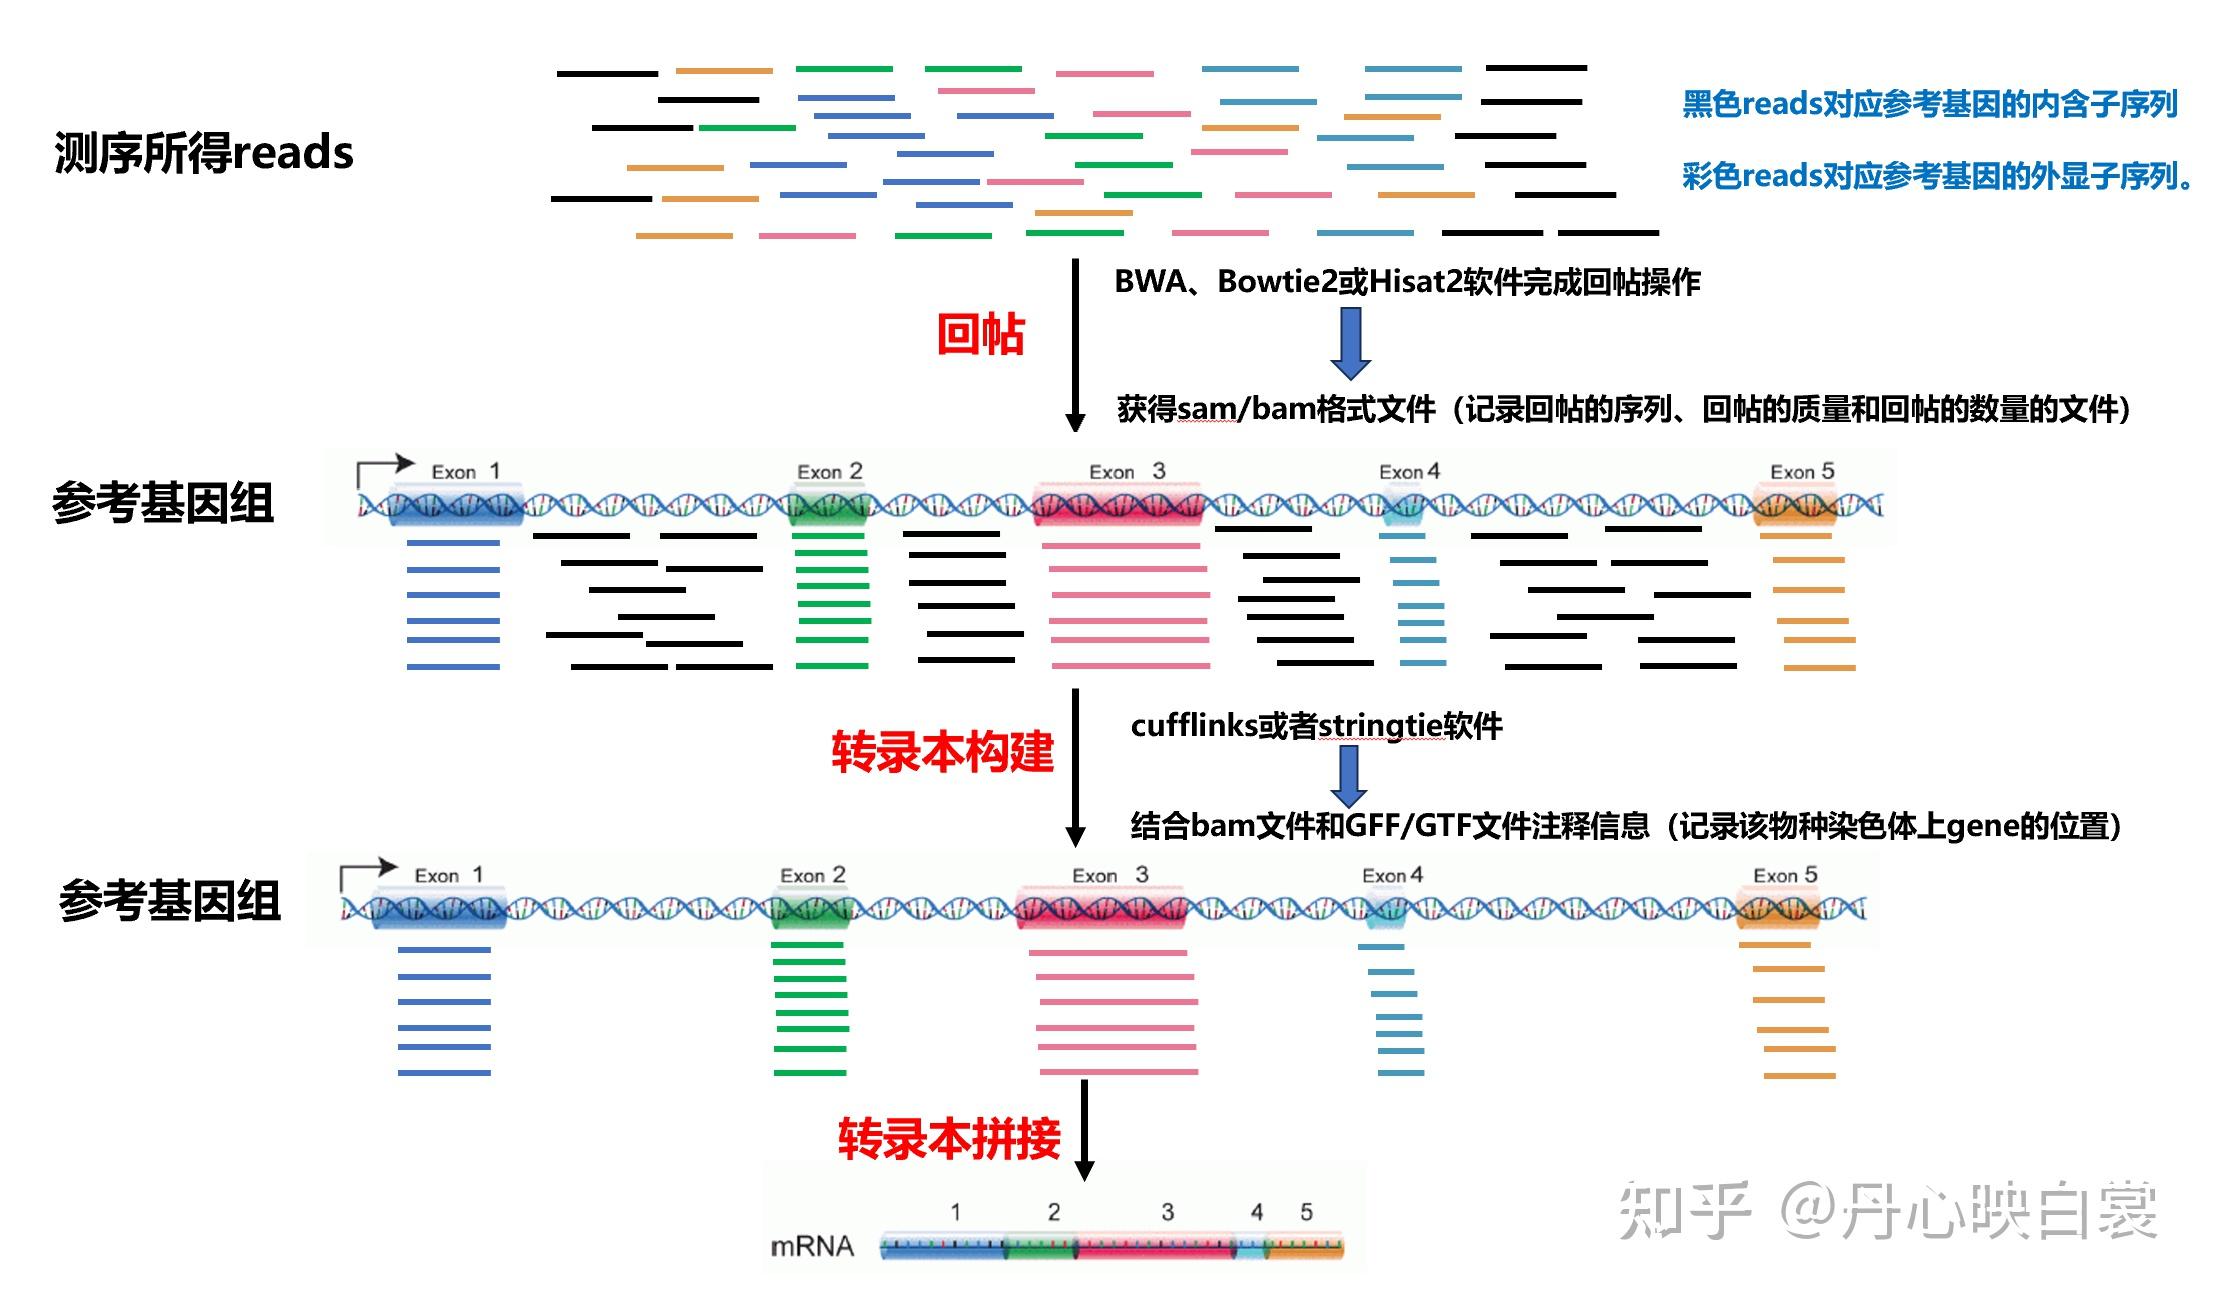 测序所得reads
黑色reads对应参考基因的内含子序列
彩色reads对应参考基因的外显子序列。
BWA、Bowtie2或Hisat2软件完成回帖操作
回帖
获得sam/bam格式文件（记录回帖的序列、回帖的质量和回帖的数量的文件）
参考基因组
Exon 1
Exon 2
Exon 3
Exon 4
Exon 5
cufflinks或者stringtie软件
转录本构建
结合bam文件和GFF/GTF文件注释信息（记录该物种染色体上gene的位置）
参考基因组
Exon 1
Exon 2
Exon 3
Exon 4
Exon 5
转录本拼接
1 2 3 4 5
mRNA
知乎 @丹心映白裳